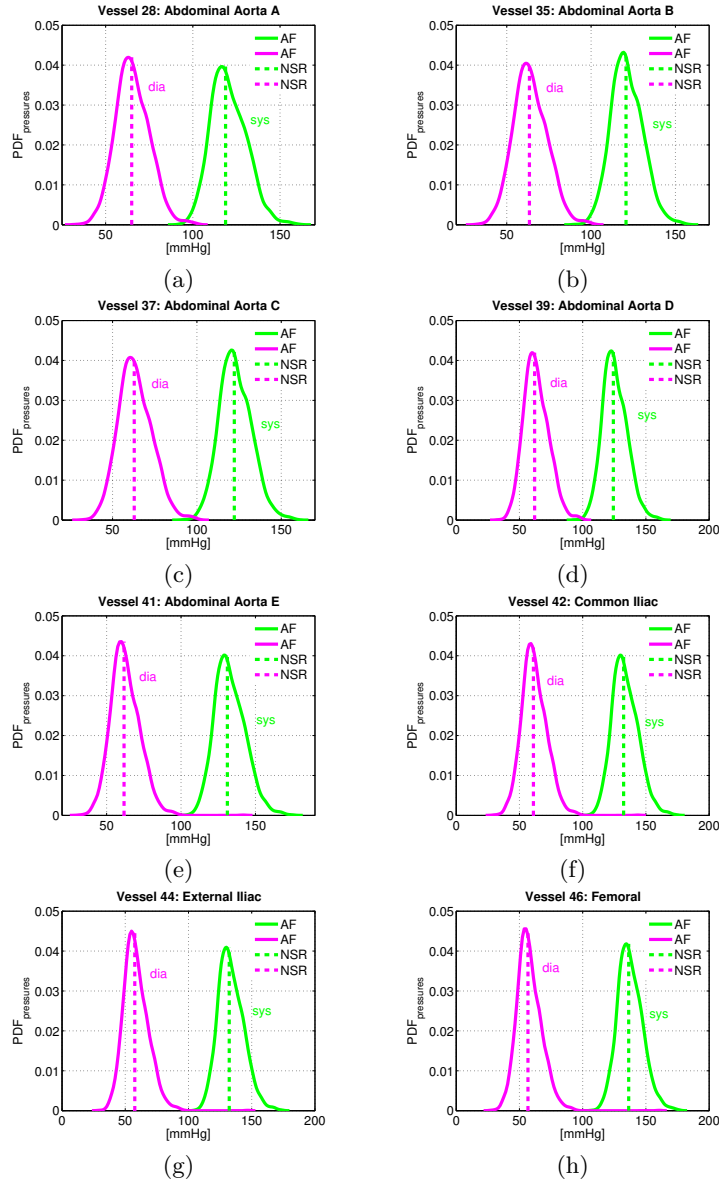 Vessel 28: Abdominal Aorta A
0.05
0.04
0.03
0.02
0.01
0
PDF pressures
50
100
150
[mmHg]
dia
sys
AF
AF
NSR
NSR
(a)
Vessel 35: Abdominal Aorta B
0.05
0.04
0.03
0.02
0.01
0
PDF pressures
50
100
150
[mmHg]
dia
sys
AF
AF
NSR
NSR
(b)
Vessel 37: Abdominal Aorta C
0.05
0.04
0.03
0.02
0.01
0
PDF pressures
50
100
150
[mmHg]
dia
sys
AF
AF
NSR
NSR
(c)
Vessel 39: Abdominal Aorta D
0.05
0.04
0.03
0.02
0.01
0
PDF pressures
0
50
100
150
200
[mmHg]
dia
sys
AF
AF
NSR
NSR
(d)
Vessel 41: Abdominal Aorta E
0.05
0.04
0.03
0.02
0.01
0
PDF pressures
50
100
150
[mmHg]
dia
sys
AF
AF
NSR
NSR
(e)
Vessel 42: Common Iliac
0.05
0.04
0.03
0.02
0.01
0
PDF pressures
0
50
100
150
200
[mmHg]
dia
sys
AF
AF
NSR
NSR
(f)
Vessel 44: External Iliac
0.05
0.04
0.03
0.02
0.01
0
PDF pressures
0
50
100
150
200
[mmHg]
dia
sys
AF
AF
NSR
NSR
(g)
Vessel 46: Femoral
0.05
0.04
0.03
0.02
0.01
0
PDF pressures
0
50
100
150
200
[mmHg]
dia
sys
AF
AF
NSR
NSR
(h)